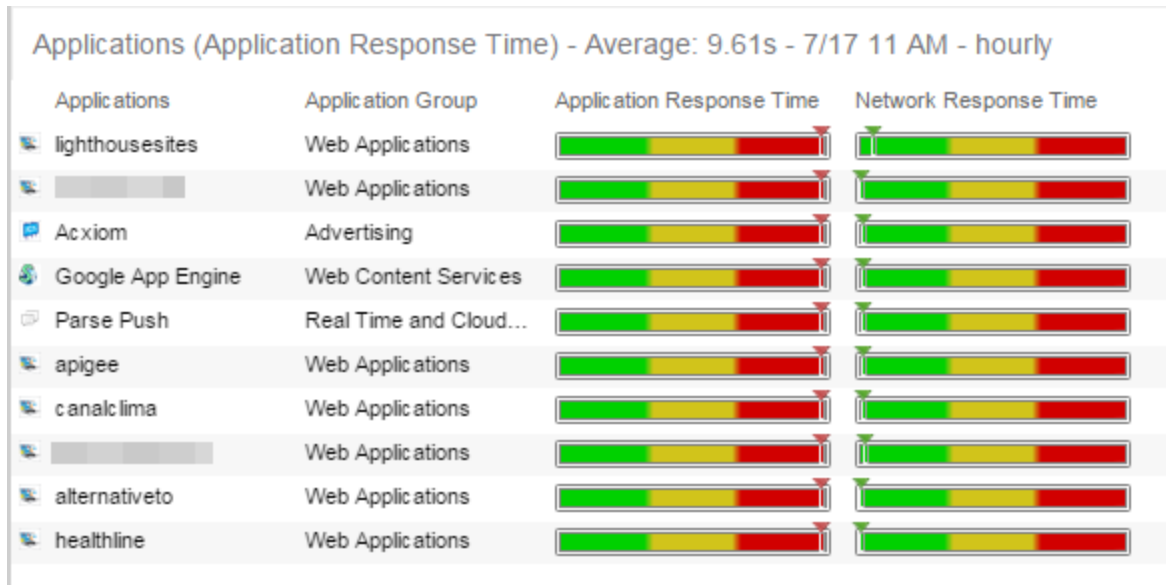 Applications (Application Response Time) - Average: 9.61s - 7/17 11 AM - hourly
Applications Application Group Application Response Time Network Response Time
lighthousesites Web Applications
Web Applications
Acxiom Advertising
Google App Engine Web Content Services
Parse Push Real Time and Cloud...
apigee Web Applications
canalclima Web Applications
Web Applications
alternativeto Web Applications
healthline Web Applications